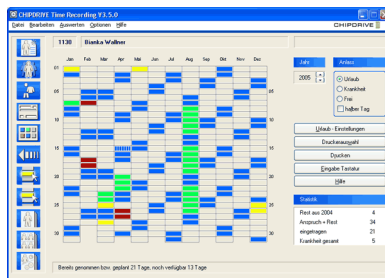 CHIPDRIVE Time Recording V3.5.0
Datei Bearbeiten Auswerten Optionen Hilfe
CHIPDRIVE
1130 Bianka Wallner
Jan Feb Mar Apr Mai Jun Jul Aug Sep Okt Nov Dez
01
05
10
15
20
25
30
Jahr
2005
Anlass
Urlaub
Krankheit
Frei
halber Tag
Urlaub - Einstellungen
Druckerauswahl
Drucken
Eingabe Tastatur
Hilfe
Statistik
Rest aus 2004 4
Anspruch + Rest 34
eingetragen 21
Krankheit gesamt 5
Bereits genommen bzw. geplant 21 Tage, noch verfügbar 13 Tage